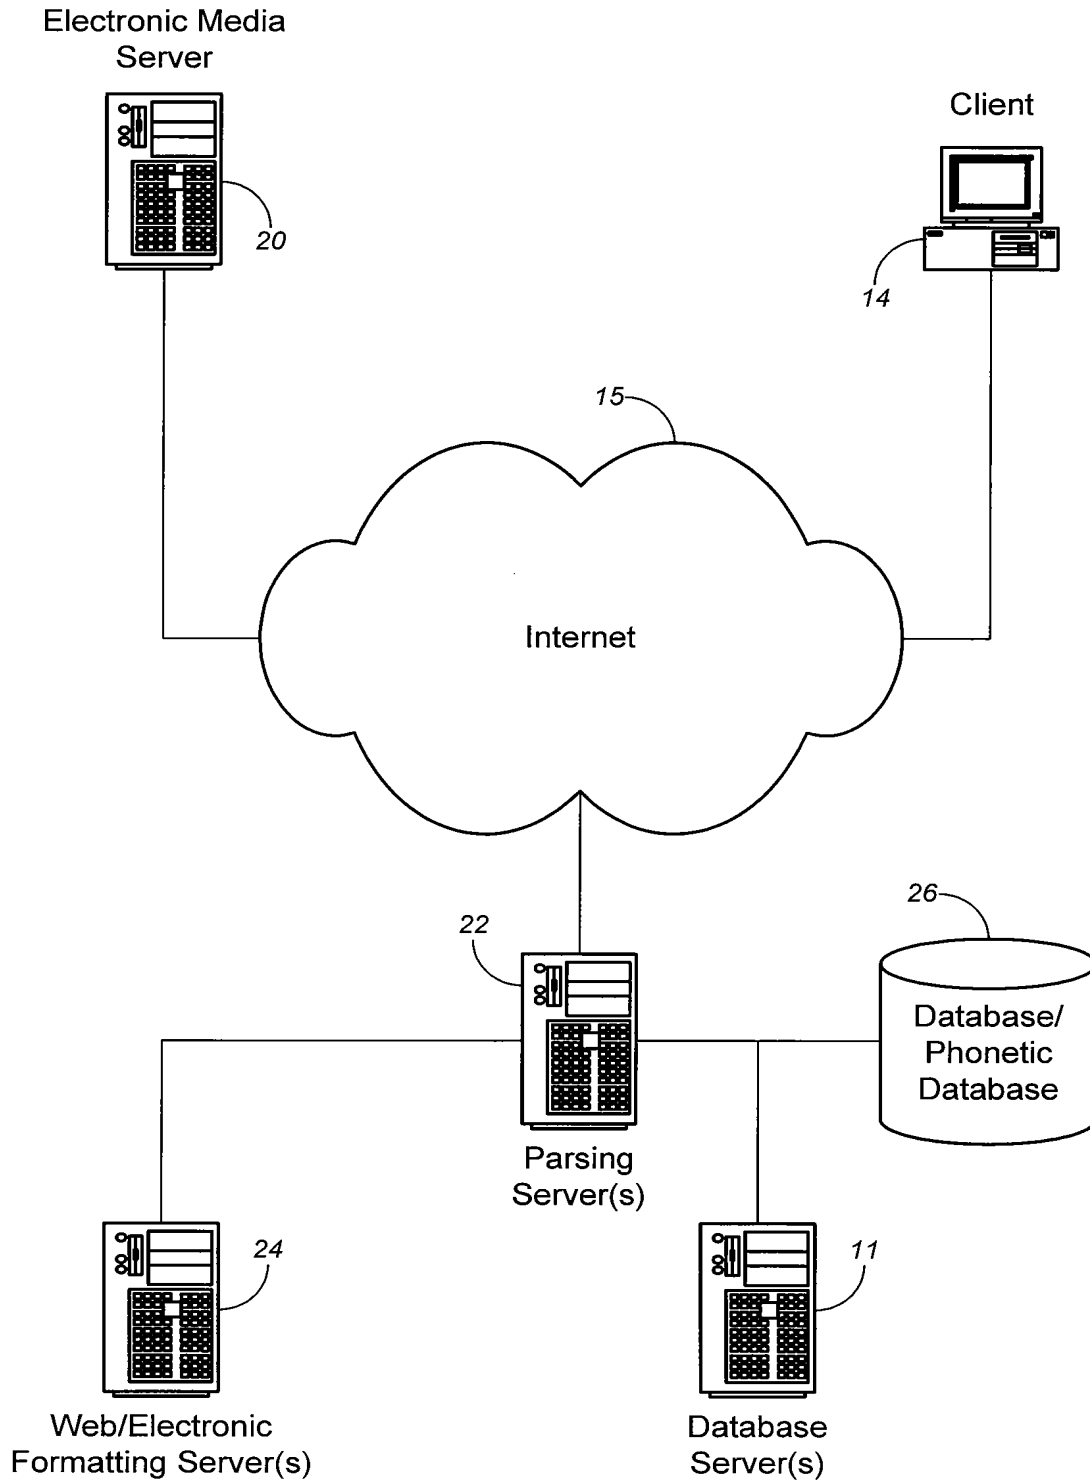 Electronic Media
Server
Client
20
14
15
Internet
22
26
Database/
Phonetic
Database
Parsing
Server(s)
24
11
Web/Electronic
Formatting Server(s)
Database
Server(s)